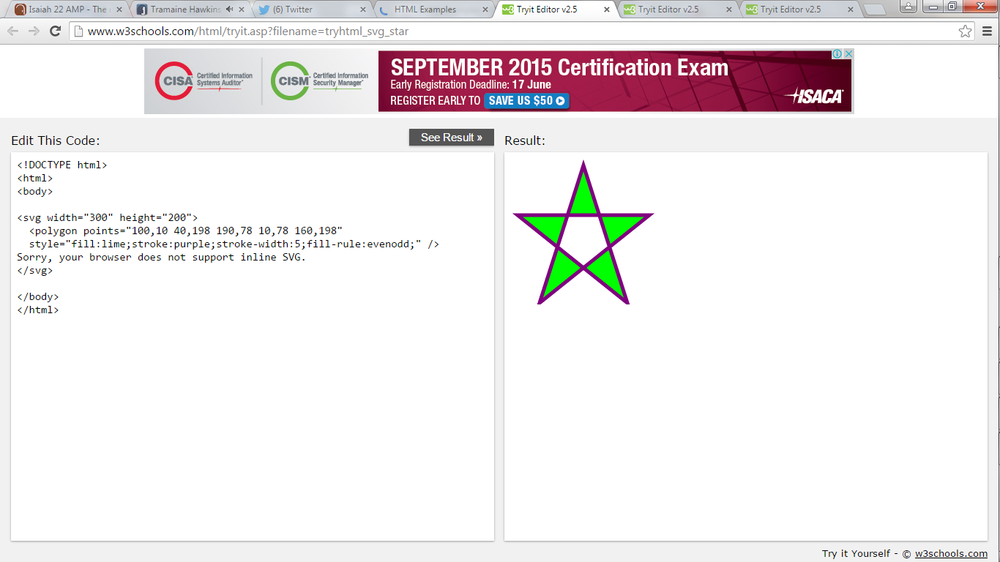 Isaiah 22 AMP - The
Tramaine Hawkins
(6) Twitter
HTML Examples
Tryit Editor v2.5
Tryit Editor v2.5
Tryit Editor v2.5
www.w3schools.com/html/tryit.asp?filename=tryhtml_svg_star
CISA® Certified Information
Systems Auditor®
CISM® Certified Information
Security Manager®
SEPTEMBER 2015 Certification Exam
Early Registration Deadline: 17 June
REGISTER EARLY TO SAVE US $50
ISACA®
Edit This Code:
See Result »
Result:
<!DOCTYPE html>
<html>
<body>
<svg width="300" height="200">
<polygon points="100,10 40,198 190,78 10,78 160,198"
style="fill:lime;stroke:purple;stroke-width:5;fill-rule:evenodd;" />
Sorry, your browser does not support inline SVG.
</svg>
</body>
</html>
Try it Yourself - © w3schools.com